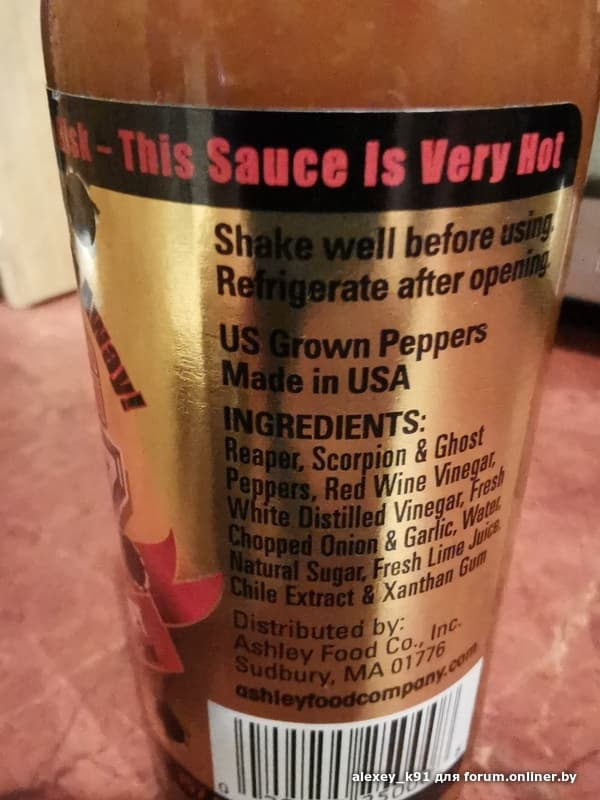 – This Sauce Is Very Hot
Shake well before using.
Refrigerate after opening.
US Grown Peppers
Made in USA
INGREDIENTS:
Reaper, Scorpion & Ghost
Peppers, Red Wine Vinegar,
White Distilled Vinegar, Fresh
Chopped Onion & Garlic, Water,
Natural Sugar, Fresh Lime Juice,
Chile Extract & Xanthan Gum
Distributed by:
Ashley Food Co., Inc.
Sudbury, MA 01776
ashleyfoodcompany.com
alexey_k91 для forum.onliner.by